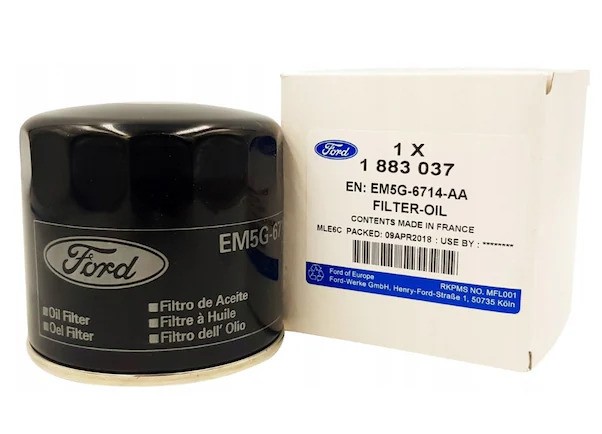 Ford
EM5G-67
Oil Filter
Oel Filter
Filtro de Aceite
Filtre à Huile
Filtro dell' Olio
Ford
1 X
1 883 037
EN: EM5G-6714-AA
FILTER-OIL
CONTENTS MADE IN FRANCE
MLE6C PACKED: 09APR2018 : USE BY : ********
Ford of Europe
RKPMS NO. MFL001
Ford-Werke GmbH, Henry-Ford-Straße 1, 50735 Köln